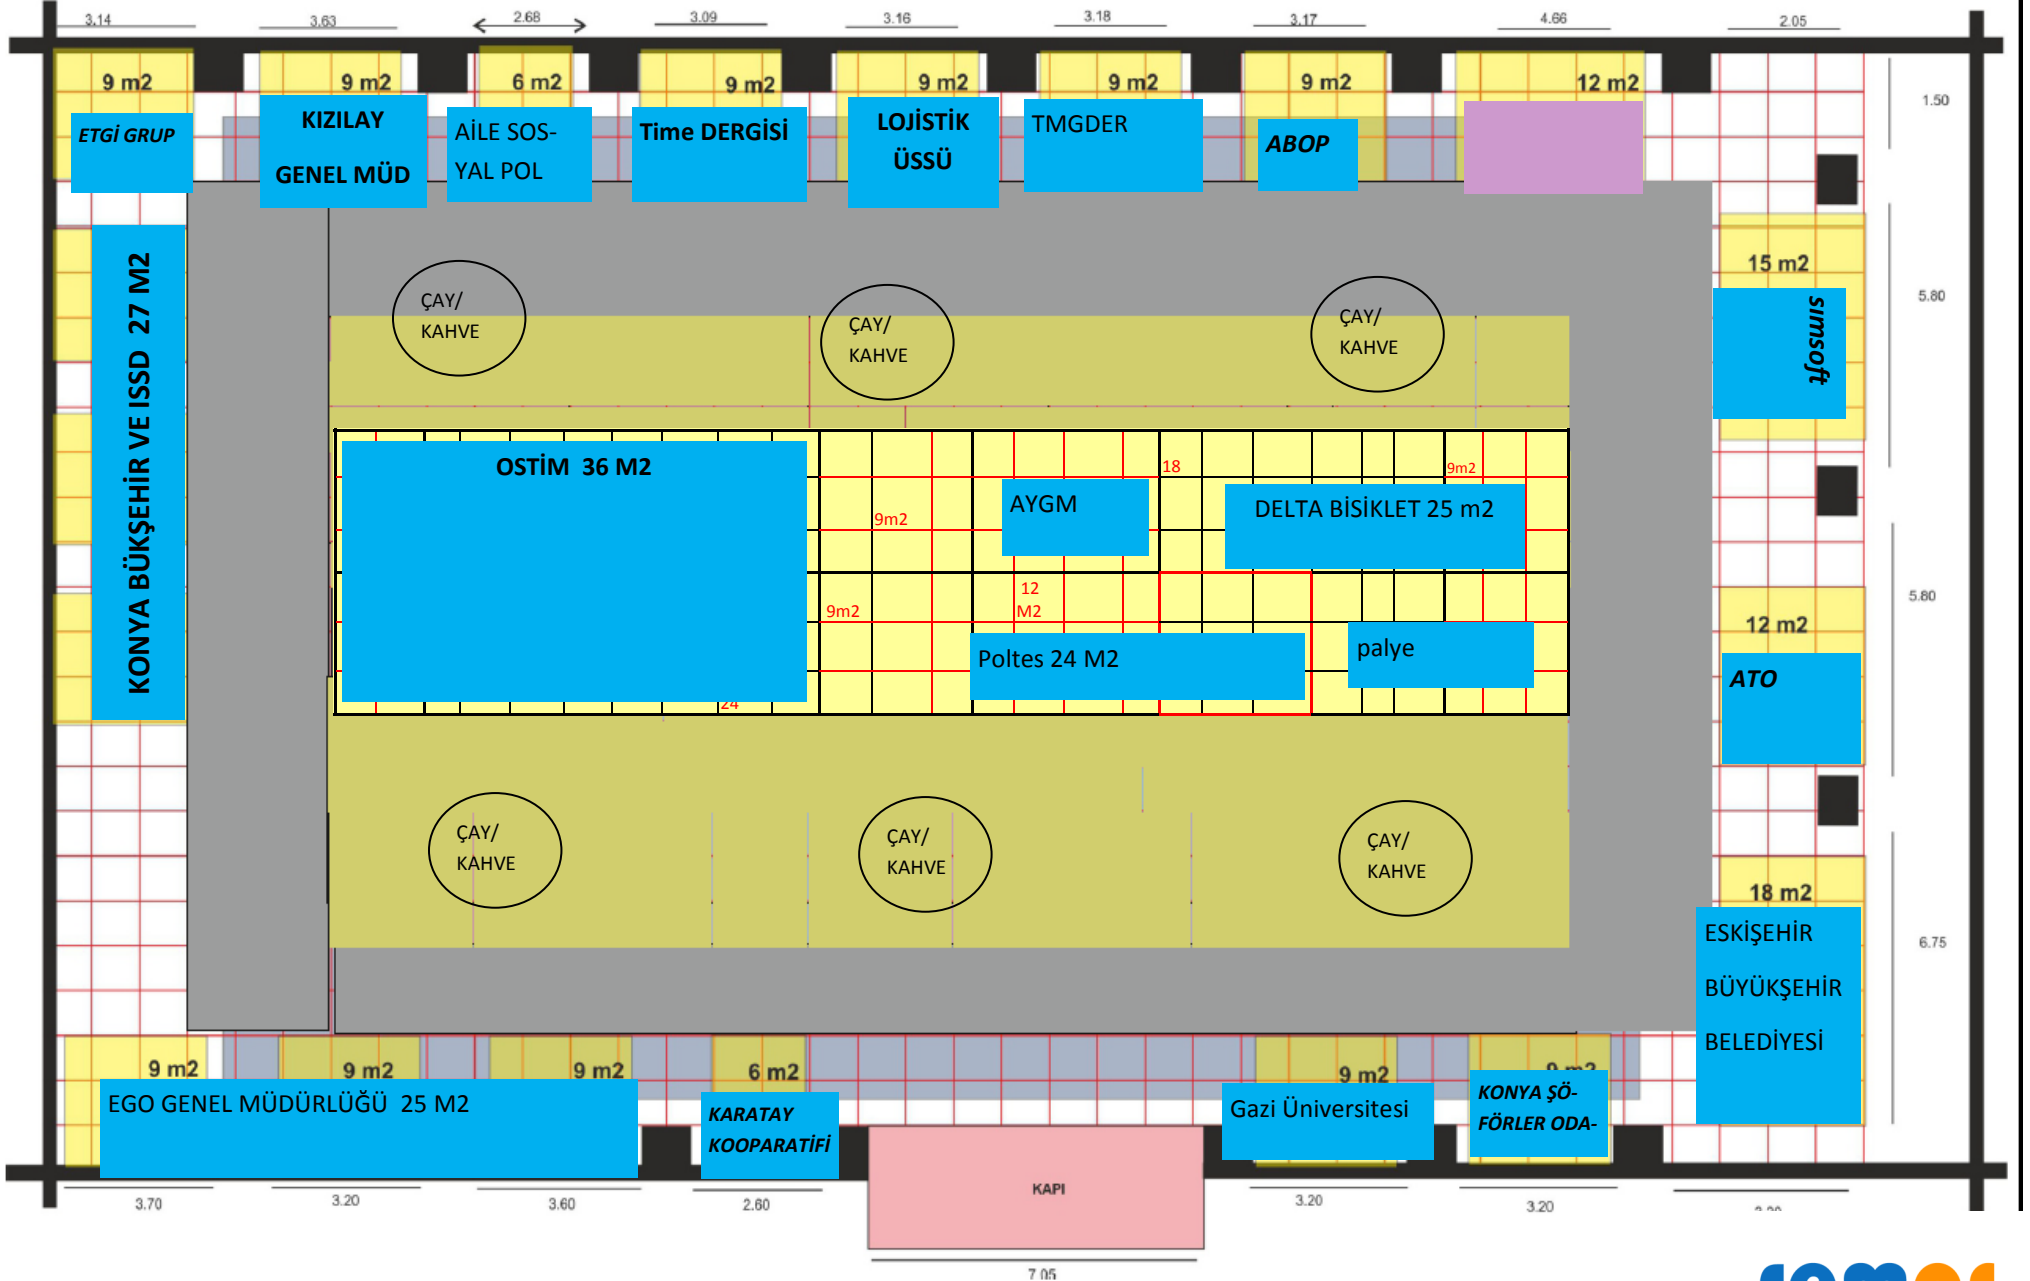 3.14
3.63
2.68
3.09
3.16
3.18
3.17
4.66
2.05
9 m2
9 m2
6 m2
9 m2
9 m2
9 m2
9 m2
12 m2
1.50
ETGİ GRUP
KIZILAY
GENEL MÜD
AİLE SOS-
YAL POL
Time DERGİSİ
LOJİSTİK
ÜSSÜ
TMGDER
ABOP
KONYA BÜKŞEHİR VE ISSD 27 M2
ÇAY/
KAHVE
ÇAY/
KAHVE
ÇAY/
KAHVE
15 m2
sımsoft
5.80
OSTİM 36 M2
9m2
AYGM
18
9m2
DELTA BİSİKLET 25 m2
9m2
12
M2
Poltes 24 M2
palye
24
12 m2
ATO
5.80
ÇAY/
KAHVE
ÇAY/
KAHVE
ÇAY/
KAHVE
18 m2
ESKİŞEHİR
BÜYÜKŞEHİR
BELEDİYESİ
6.75
9 m2
9 m2
9 m2
6 m2
9 m2
9 m2
EGO GENEL MÜDÜRLÜĞÜ 25 M2
KARATAY
KOOPARATİFİ
Gazi Üniversitesi
KONYA ŞÖ-
FÖRLER ODA-
KAPI
3.70
3.20
3.60
2.60
3.20
3.20
7.05